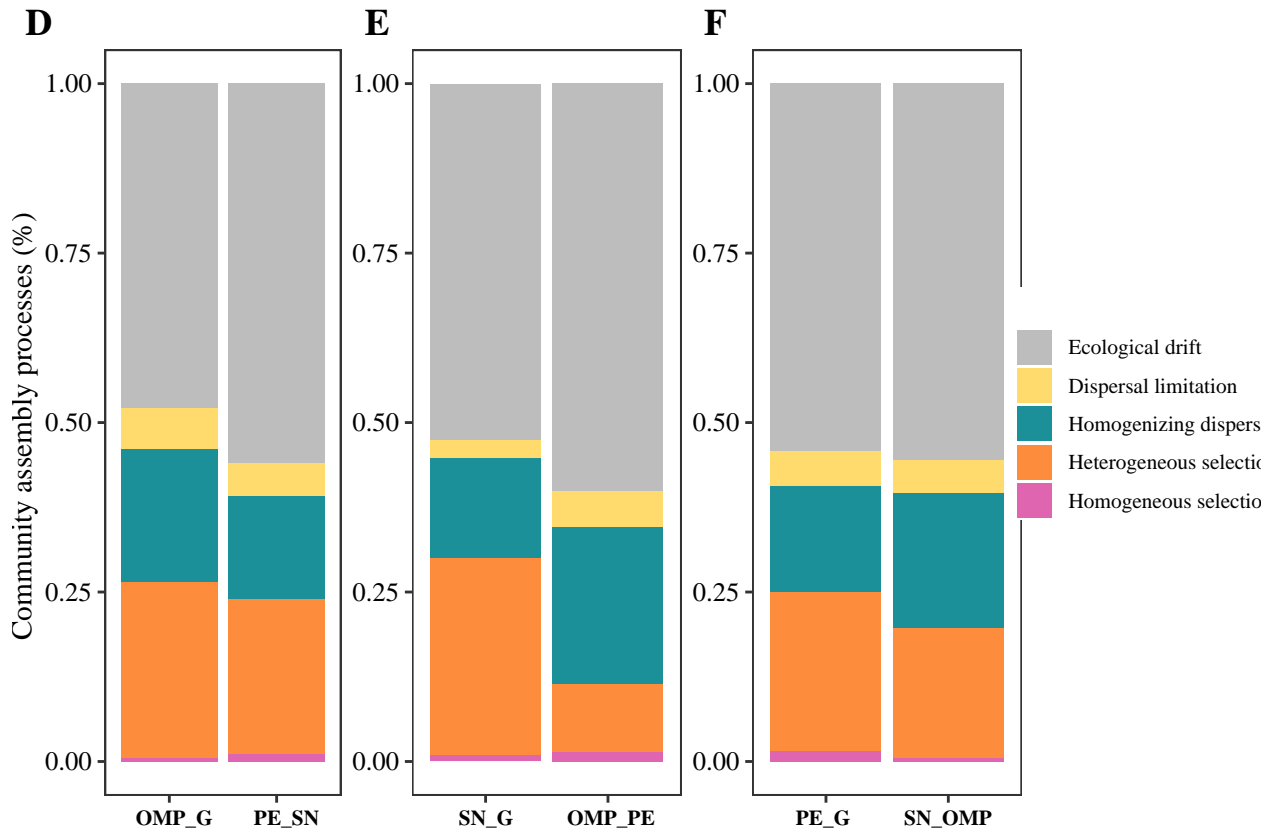 D
E
F
Community assembly processes (%)
1.00
0.75
0.50
0.25
0.00
OMP_G
PE_SN
1.00
0.75
0.50
0.25
0.00
SN_G
OMP_PE
1.00
0.75
0.50
0.25
0.00
PE_G
SN_OMP
Ecological drift
Dispersal limitation
Homogenizing dispers
Heterogeneous selectio
Homogeneous selectio